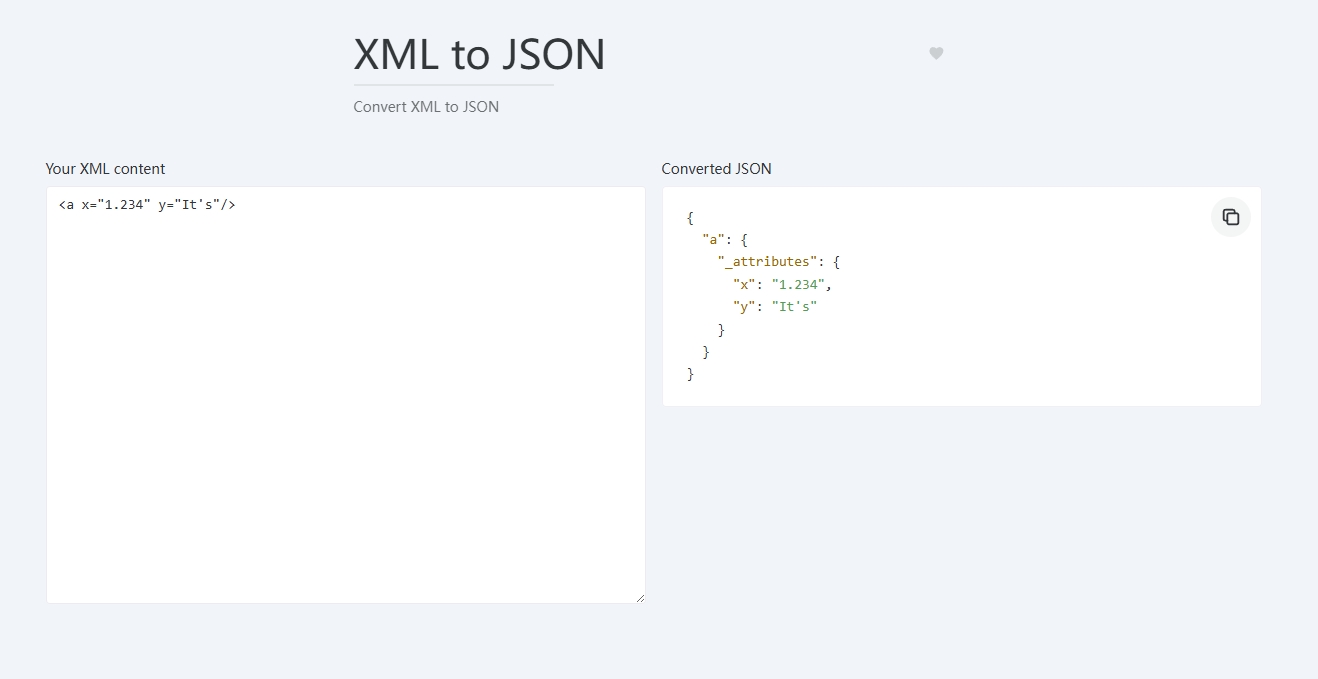 XML to JSON
Convert XML to JSON
Your XML content
<a x="1.234" y="It's"/>
Converted JSON
{
  "a": {
    "_attributes": {
      "x": "1.234",
      "y": "It's"
    }
  }
}